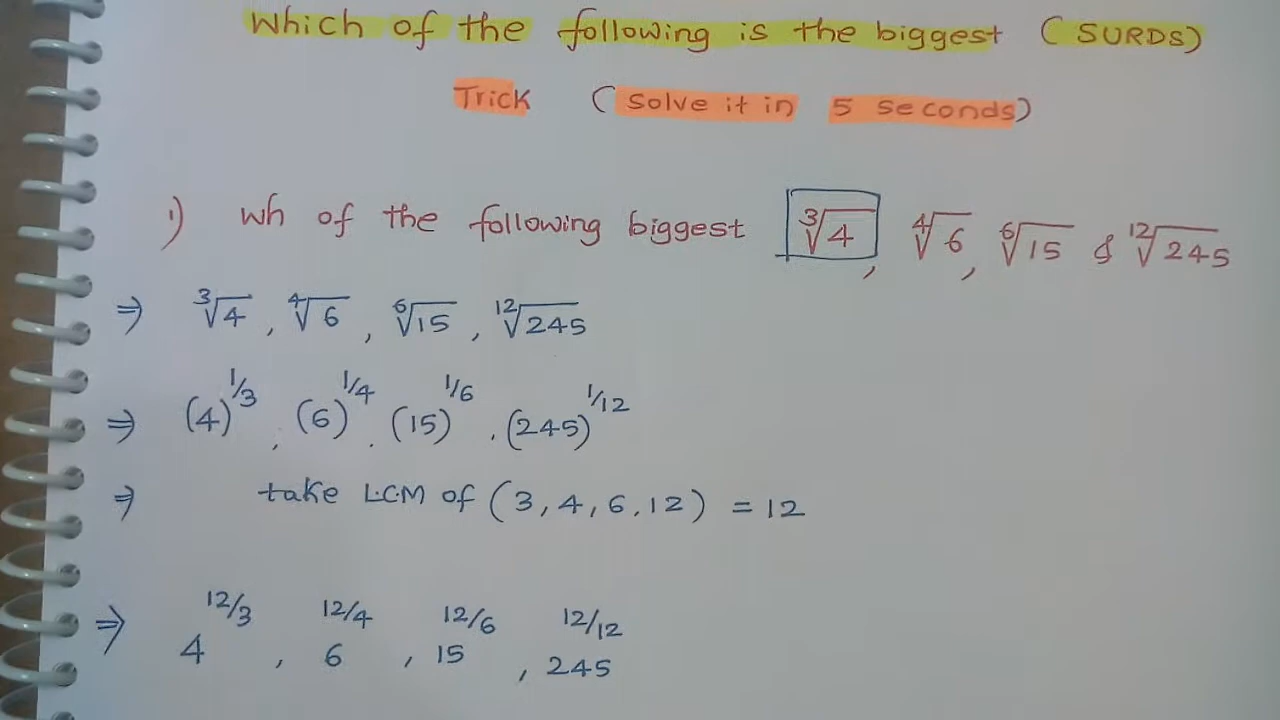 Which of the following is the biggest (SURDS)
Trick (Solve it in 5 seconds)
1) wh of the following biggest ∛4, ∜6, ⁶√15 & ¹²√245
⇒ ∛4, ∜6, ⁶√15, ¹²√245
⇒ (4)^1/3, (6)^1/4, (15)^1/6, (245)^1/12
⇒ take LCM of (3, 4, 6, 12) = 12
⇒ 4^12/3, 6^12/4, 15^12/6, 245^12/12